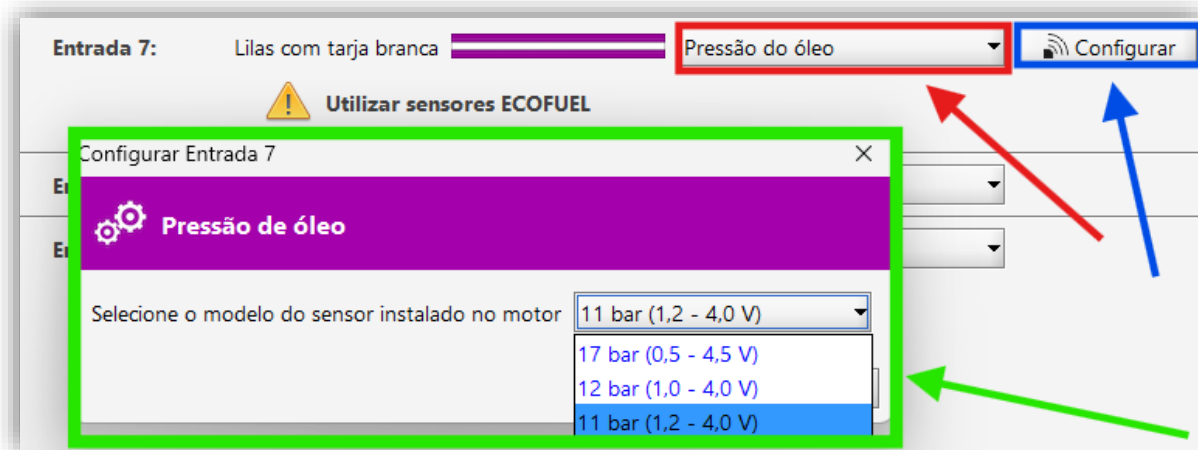 Entrada 7: Lilas com tarja branca Pressão do óleo Configurar
Utilizar sensores ECOFUEL
Configurar Entrada 7
Pressão de óleo
Selecione o modelo do sensor instalado no motor 11 bar (1,2 - 4,0 V)
17 bar (0,5 - 4,5 V)
12 bar (1,0 - 4,0 V)
11 bar (1,2 - 4,0 V)